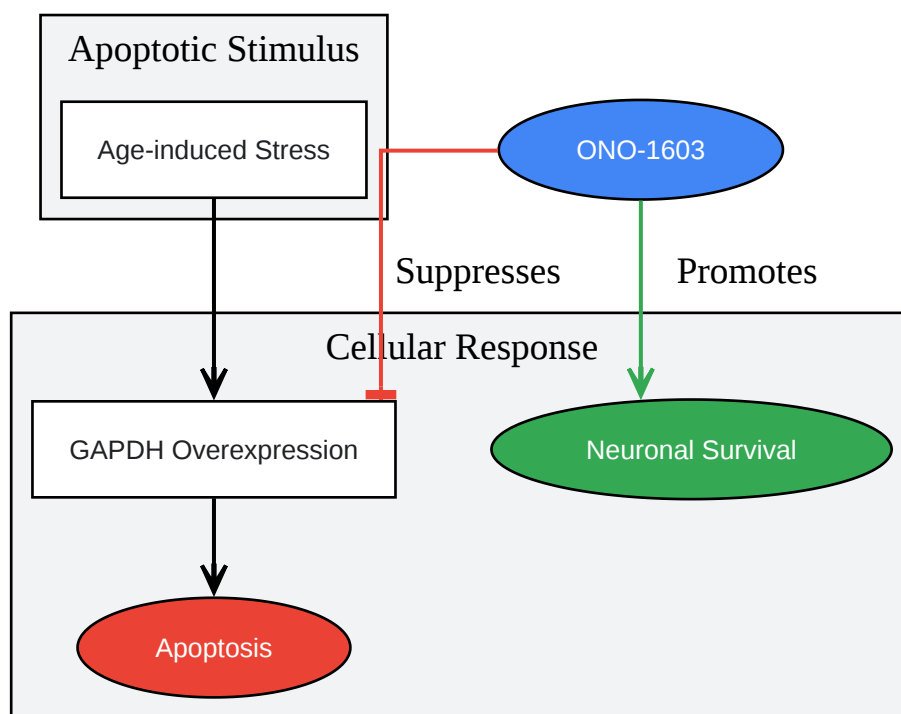 Apoptotic Stimulus
Age-induced Stress
ONO-1603
Suppresses
Promotes
Cellular Response
GAPDH Overexpression
Neuronal Survival
Apoptosis